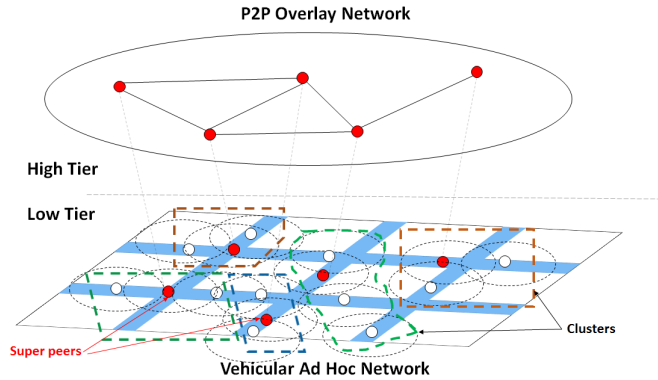 P2P Overlay Network
High Tier
Low Tier
Clusters
Super peers
Vehicular Ad Hoc Network